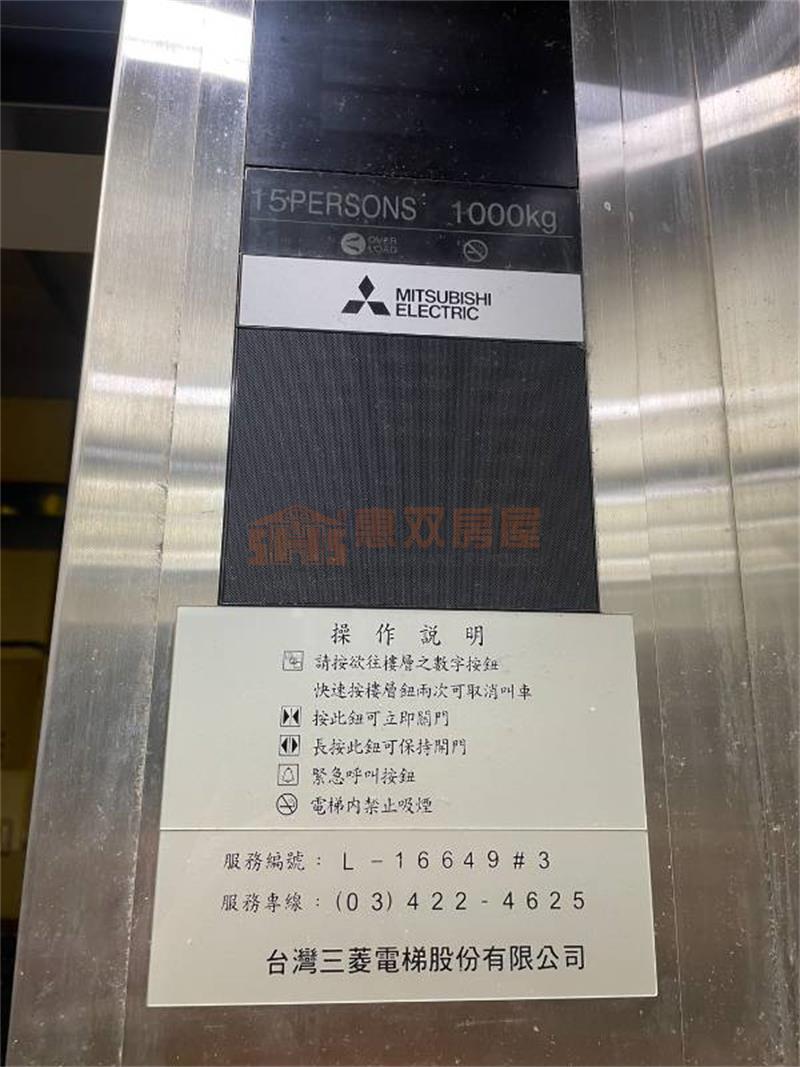 15 PERSONS 1000kg
OVER
LOAD
MITSUBISHI
ELECTRIC
SHS 惠双房屋
操作說明
請按欲往樓層之數字按鈕
快速按樓層鈕兩次可取消叫車
按此鈕可立即關門
長按此鈕可保持開門
緊急呼叫按鈕
電梯內禁止吸煙
服務編號：L-16649#3
服務專線：(03)422-4625
台灣三菱電梯股份有限公司